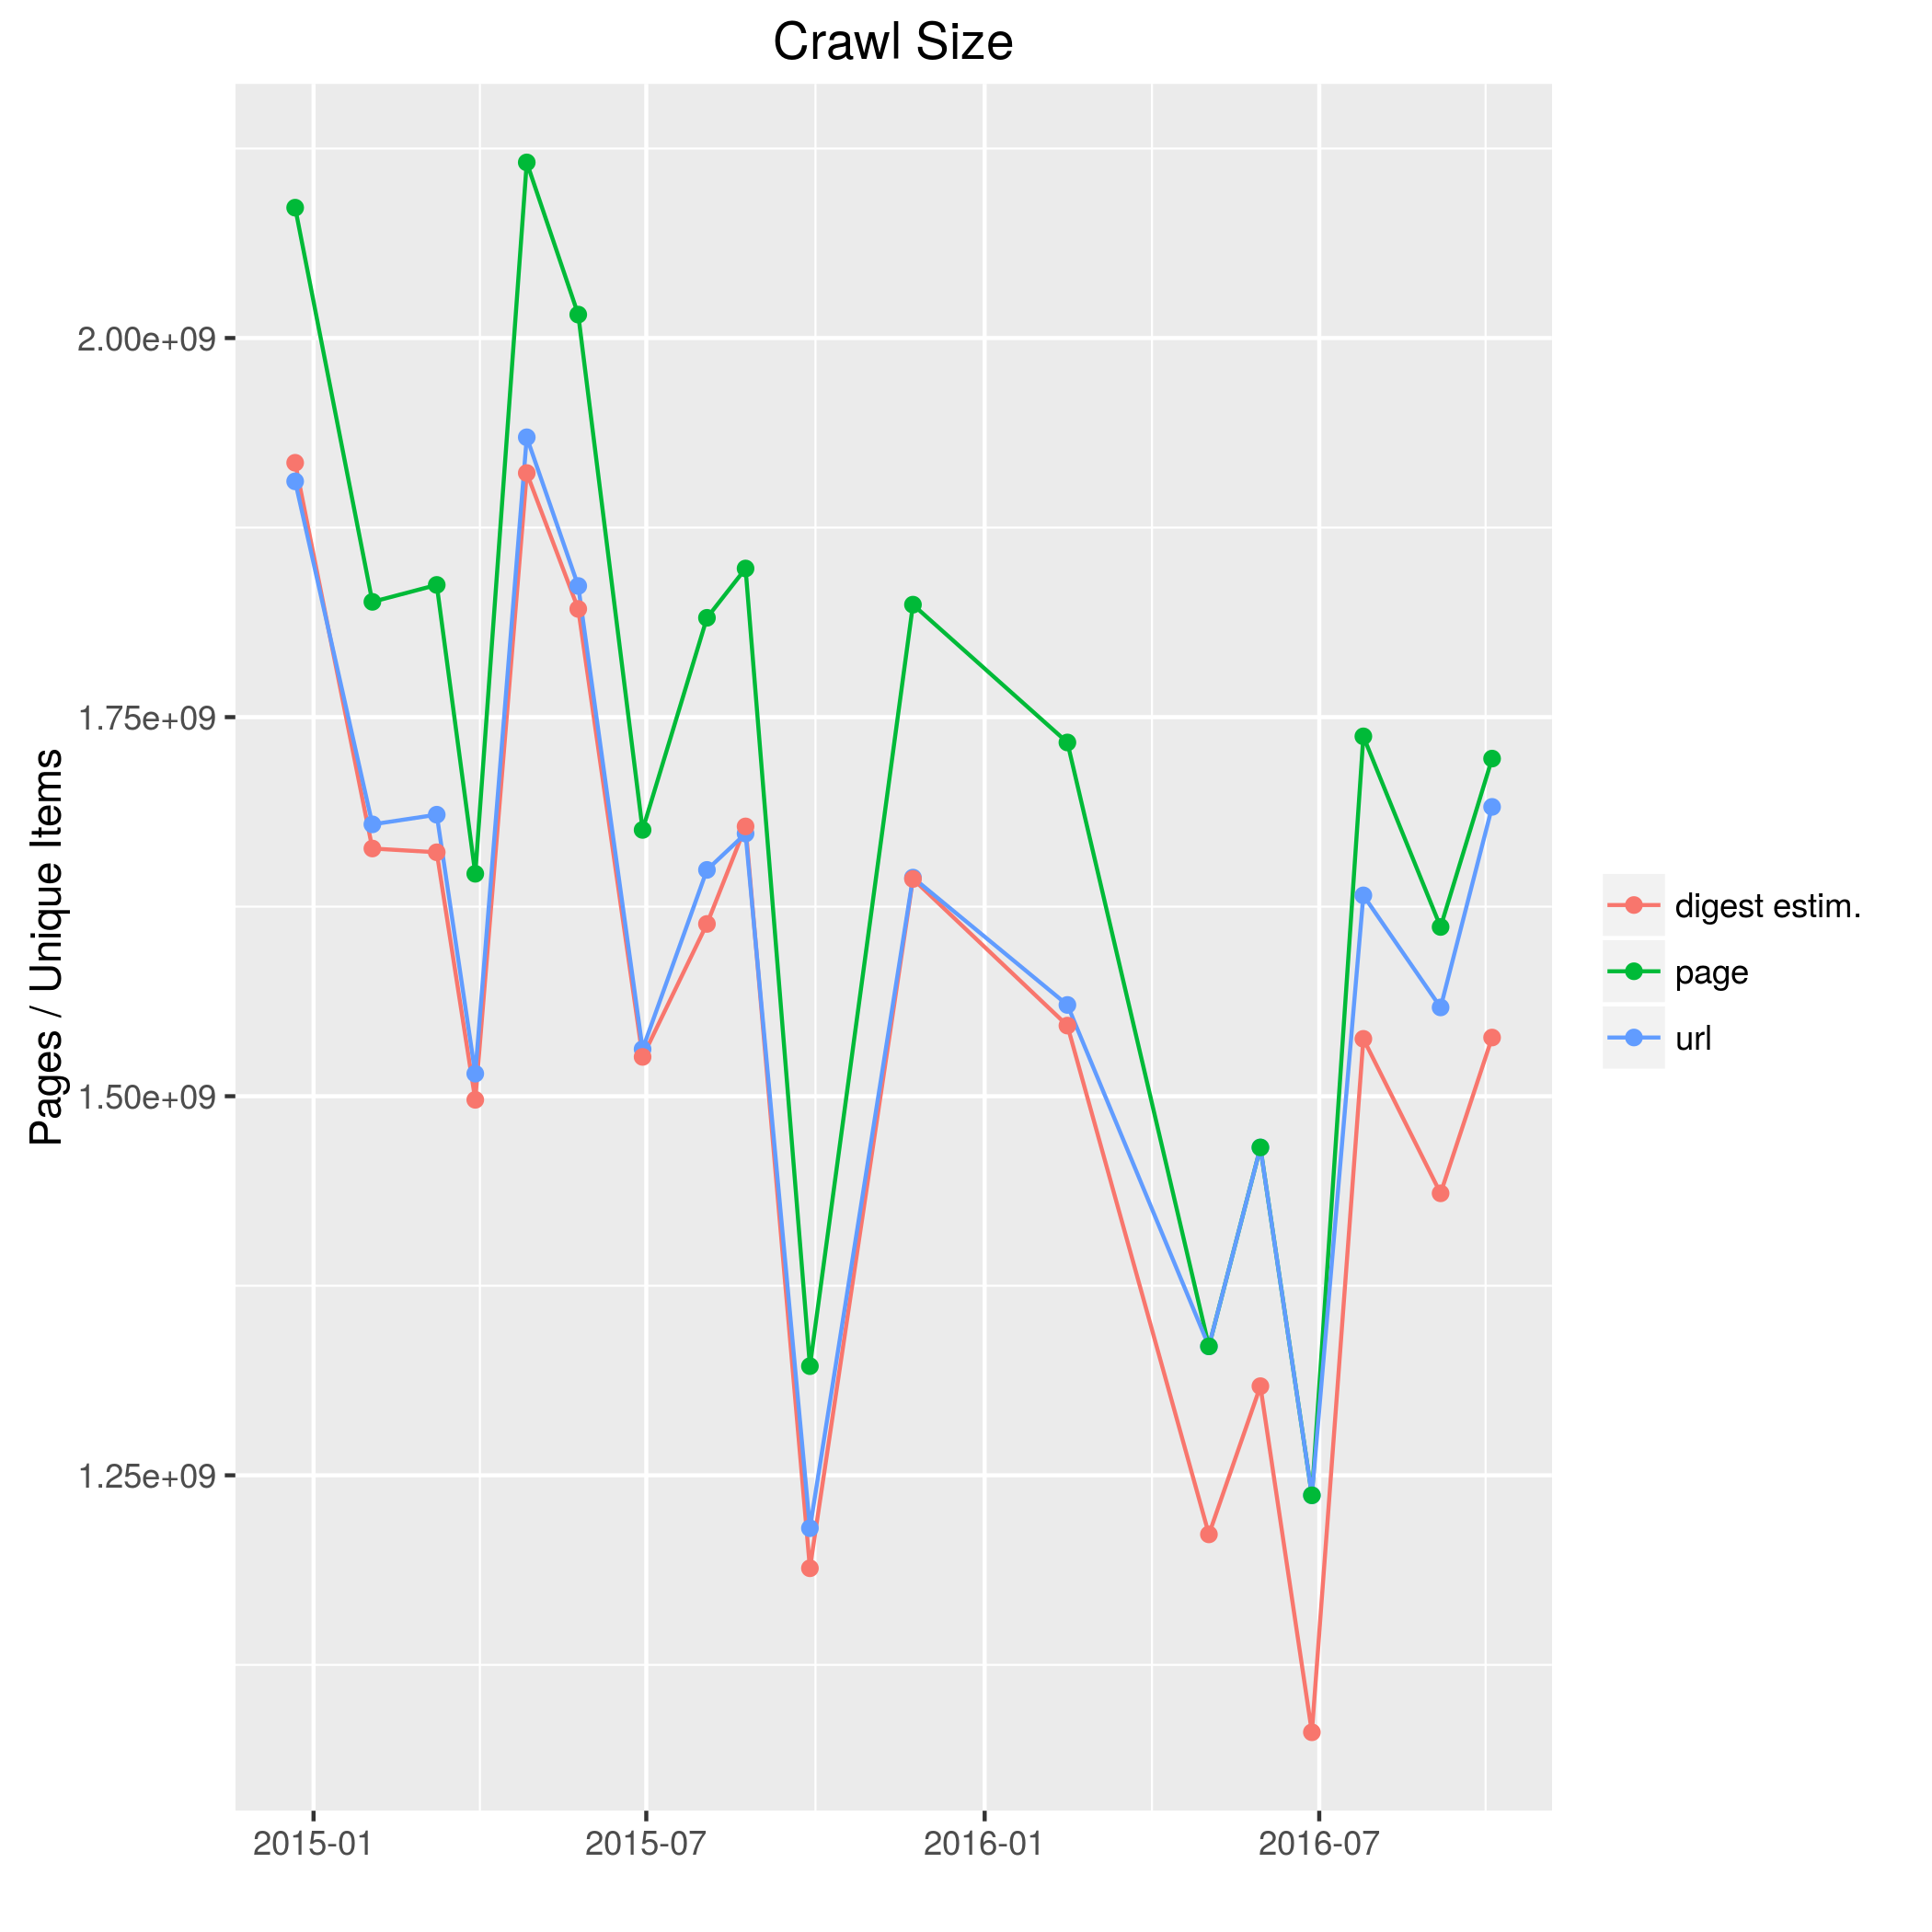 Crawl Size
Pages / Unique Items
2.00e+09
1.75e+09
1.50e+09
1.25e+09
2015-01
2015-07
2016-01
2016-07
digest estim.
page
url